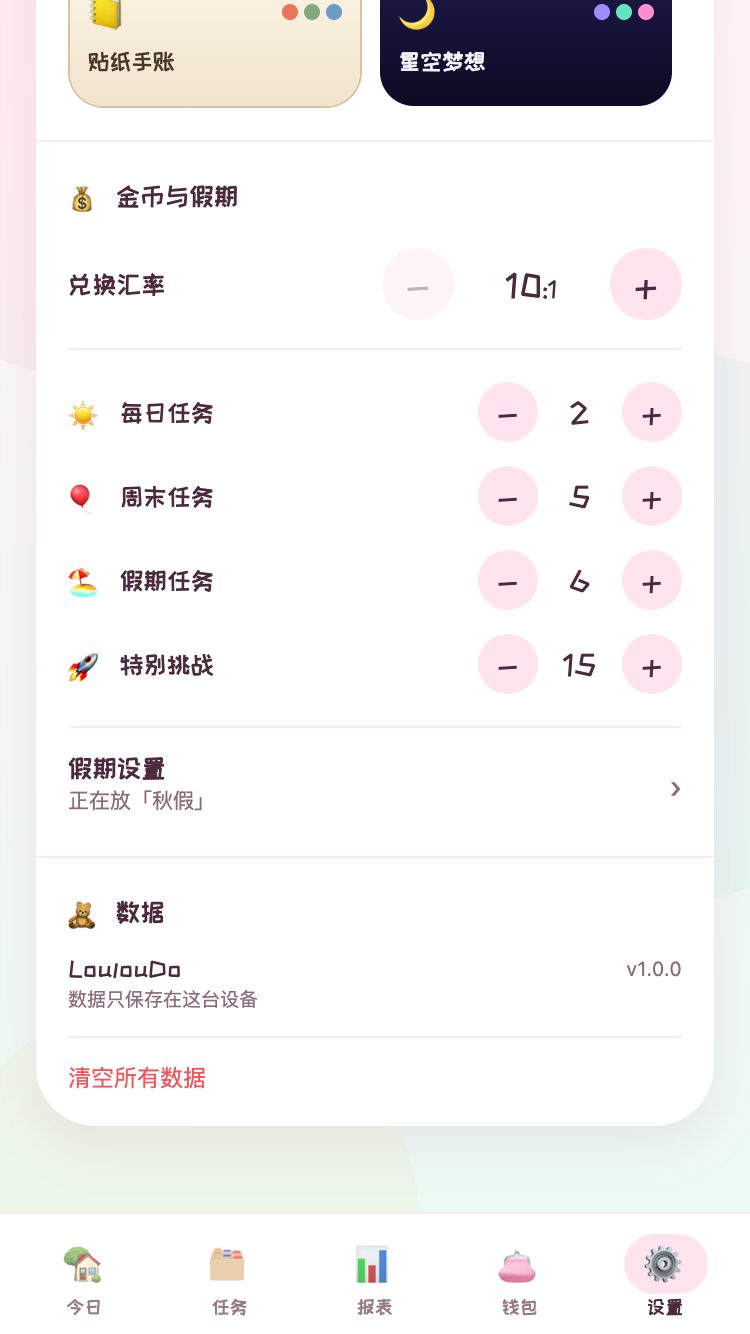 贴纸手账
星空梦想
金币与假期
兑换汇率
−
10:1
+
每日任务
−
2
+
周末任务
−
5
+
假期任务
−
6
+
特别挑战
−
15
+
假期设置
正在放「秋假」
›
数据
LoulouDo
v1.0.0
数据只保存在这台设备
清空所有数据
今日
任务
报表
钱包
设置